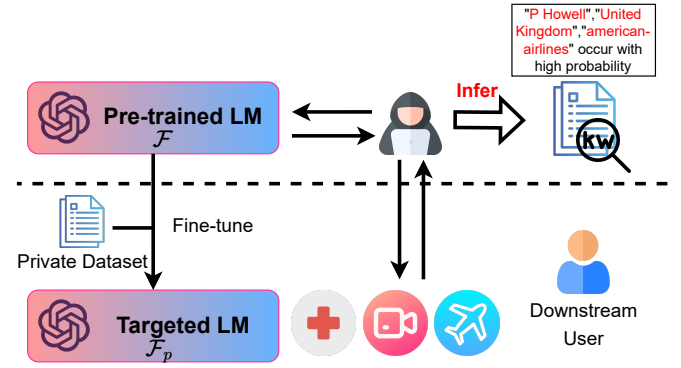 "P Howell","United
Kingdom","american-
airlines" occur with
high probability
Infer
Pre-trained LM
ℱ
kw
Fine-tune
Private Dataset
Targeted LM
ℱ̃ₚ
Downstream
User